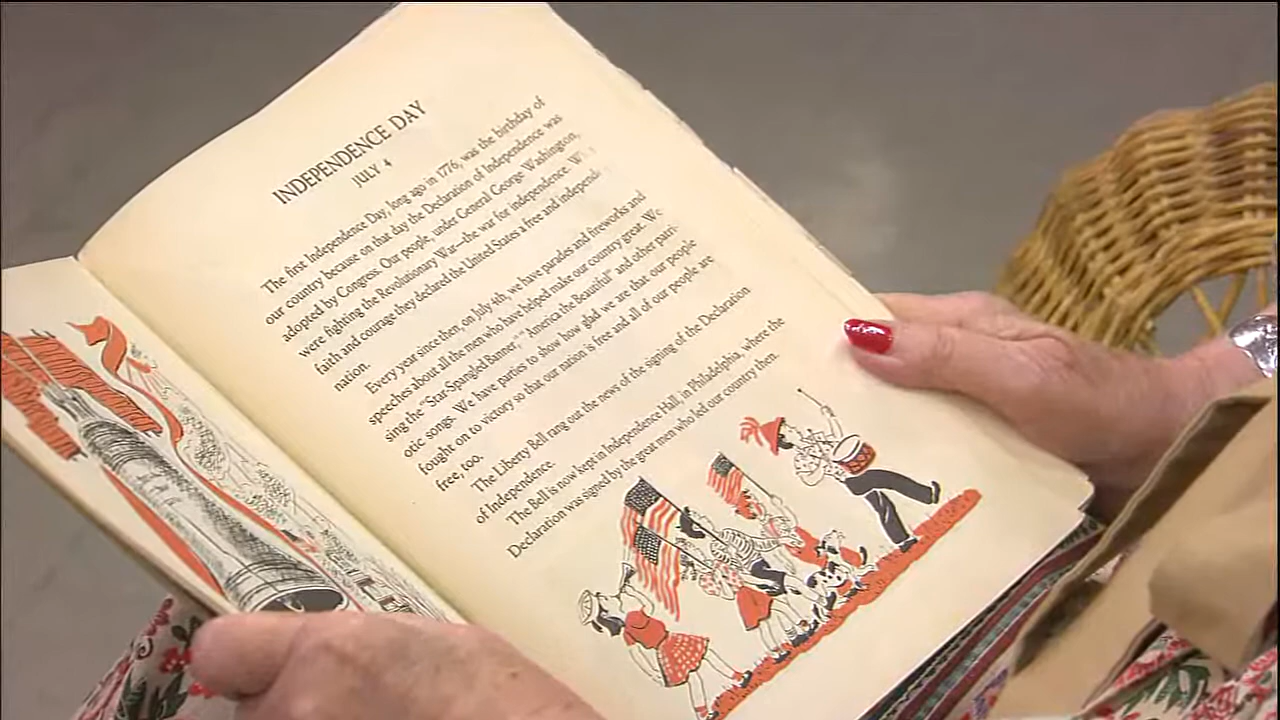 INDEPENDENCE DAY
JULY 4
The first Independence Day, long ago in 1776, was the birthday of
our country because on that day the Declaration of Independence was
adopted by Congress. Our people, under General George Washington,
were fighting the Revolutionary War—the war for independence. W
faith and courage they declared the United States a free and independ
nation.
Every year since then, on July 4th, we have parades and fireworks and
speeches about all the men who have helped make our country great. We
sing the "Star-Spangled Banner," "America the Beautiful" and other patri-
otic songs. We have parties to show how glad we are that our people
fought on to victory so that our nation is free and all of our people are
free, too.
The Liberty Bell rang out the news of the signing of the Declaration
of Independence.
The Bell is now kept in Independence Hall, in Philadelphia, where the
Declaration was signed by the great men who led our country then.